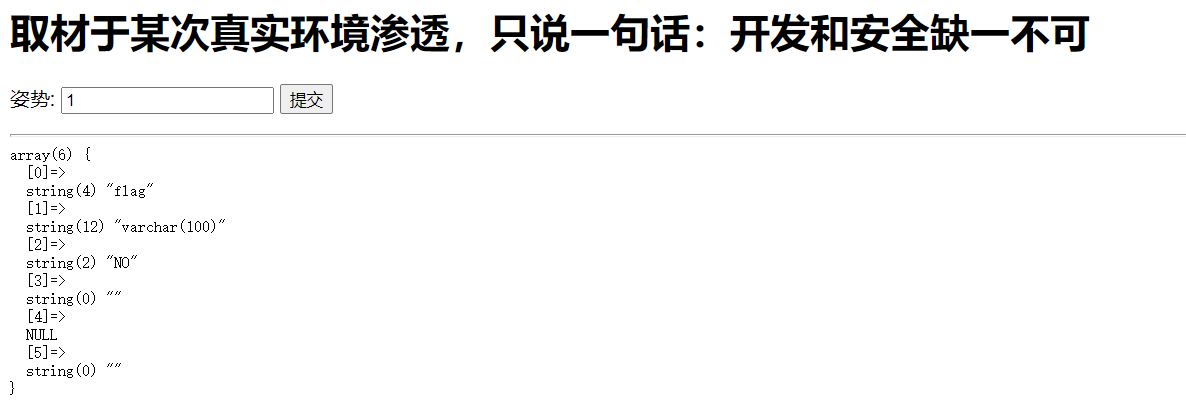 取材于某次真实环境渗透，只说一句话：开发和安全缺一不可
姿势: 1 提交
array(6) {
  [0]=>
  string(4) "flag"
  [1]=>
  string(12) "varchar(100)"
  [2]=>
  string(2) "NO"
  [3]=>
  string(0) ""
  [4]=>
  NULL
  [5]=>
  string(0) ""
}